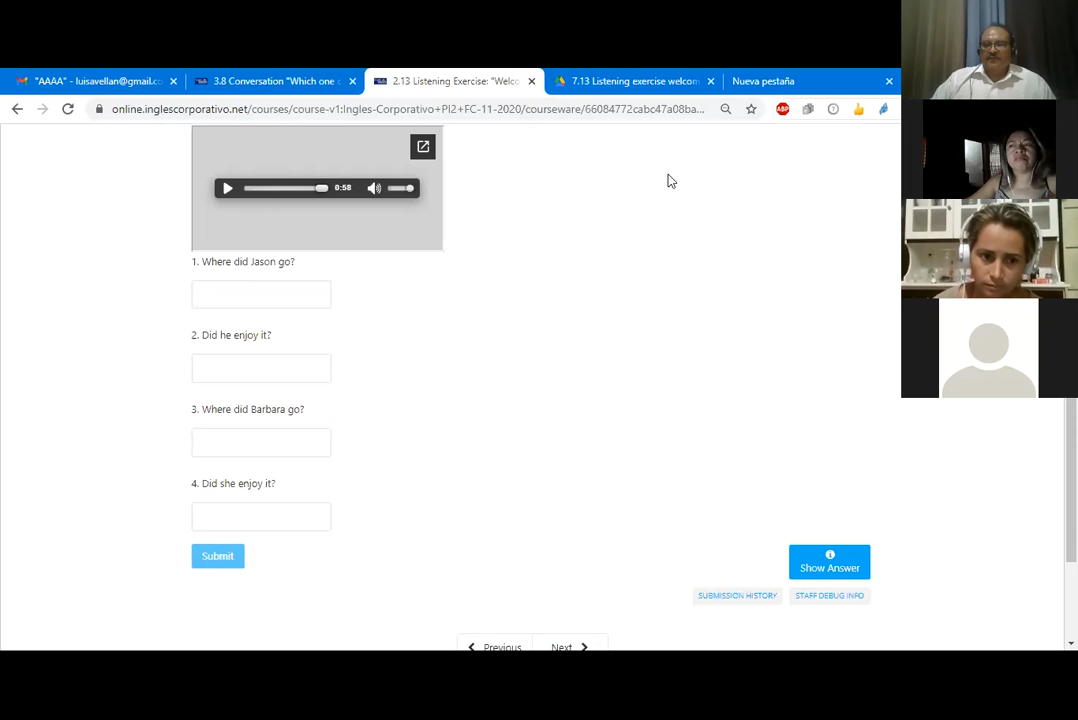 "AAAA" - luisavellan@gmail.co
3.8 Conversation "Which one
2.13 Listening Exercise: "Welco
7.13 Listening exercise welcom
Nueva pestaña
online.inglescorporativo.net/courses/course-v1:Ingles-Corporativo+PI2+FC-11-2020/courseware/66084772cabc47a08ba...
ABP
0:58
1. Where did Jason go?
2. Did he enjoy it?
3. Where did Barbara go?
4. Did she enjoy it?
Submit
Show Answer
SUBMISSION HISTORY
STAFF DEBUG INFO
Previous
Next